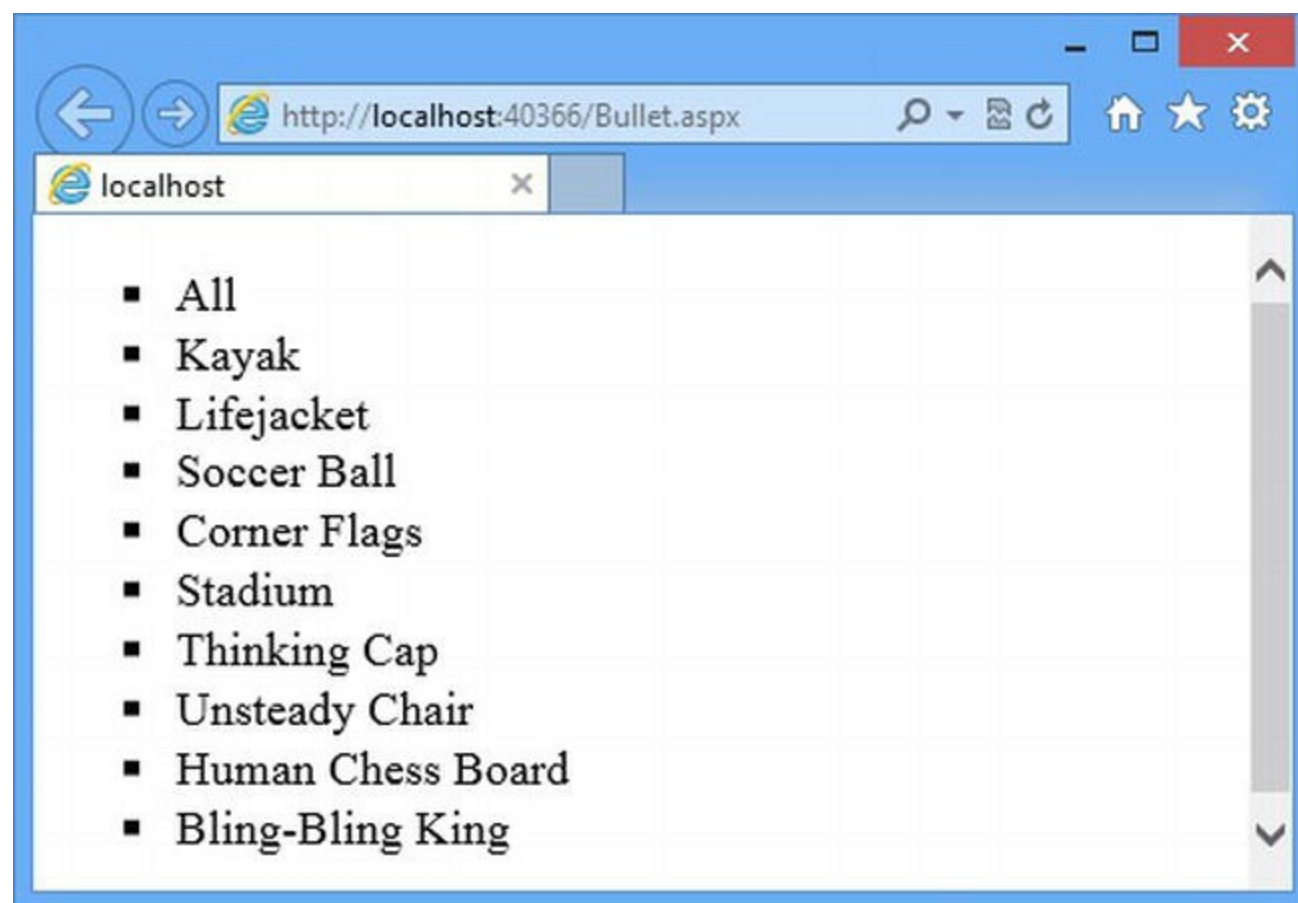 http://localhost:40366/Bullet.aspx
localhost
All
Kayak
Lifejacket
Soccer Ball
Corner Flags
Stadium
Thinking Cap
Unsteady Chair
Human Chess Board
Bling-Bling King